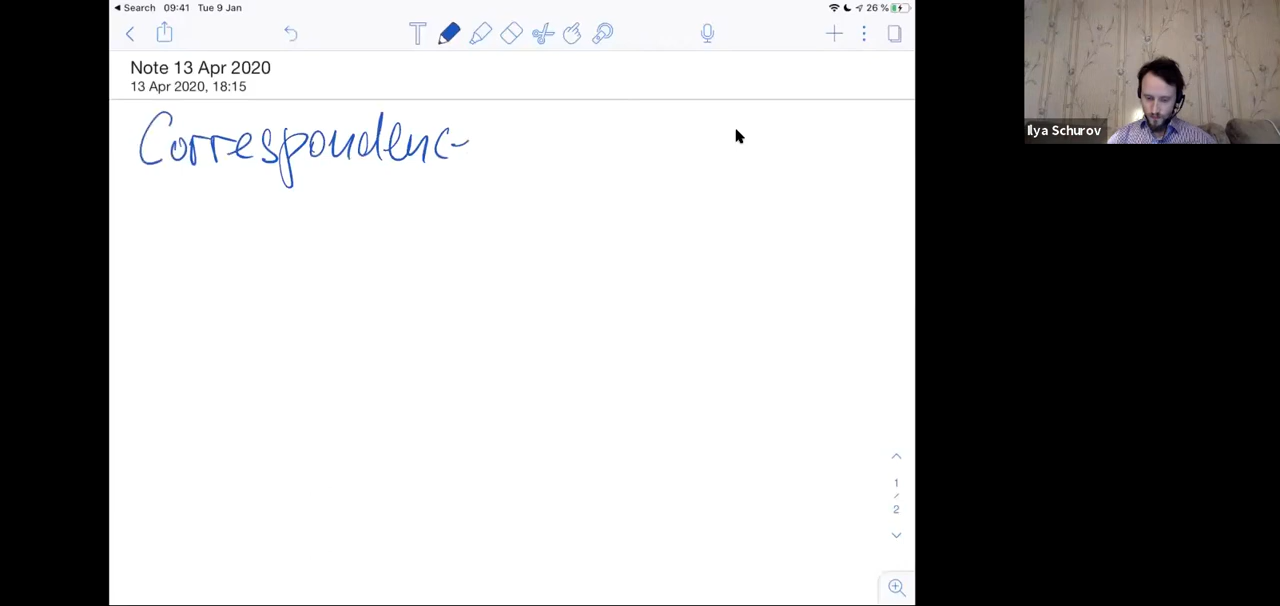 Search 09:41 Tue 9 Jan 26 %
T
Note 13 Apr 2020
13 Apr 2020, 18:15
Correspondenc
Ilya Schurov
1
/
2